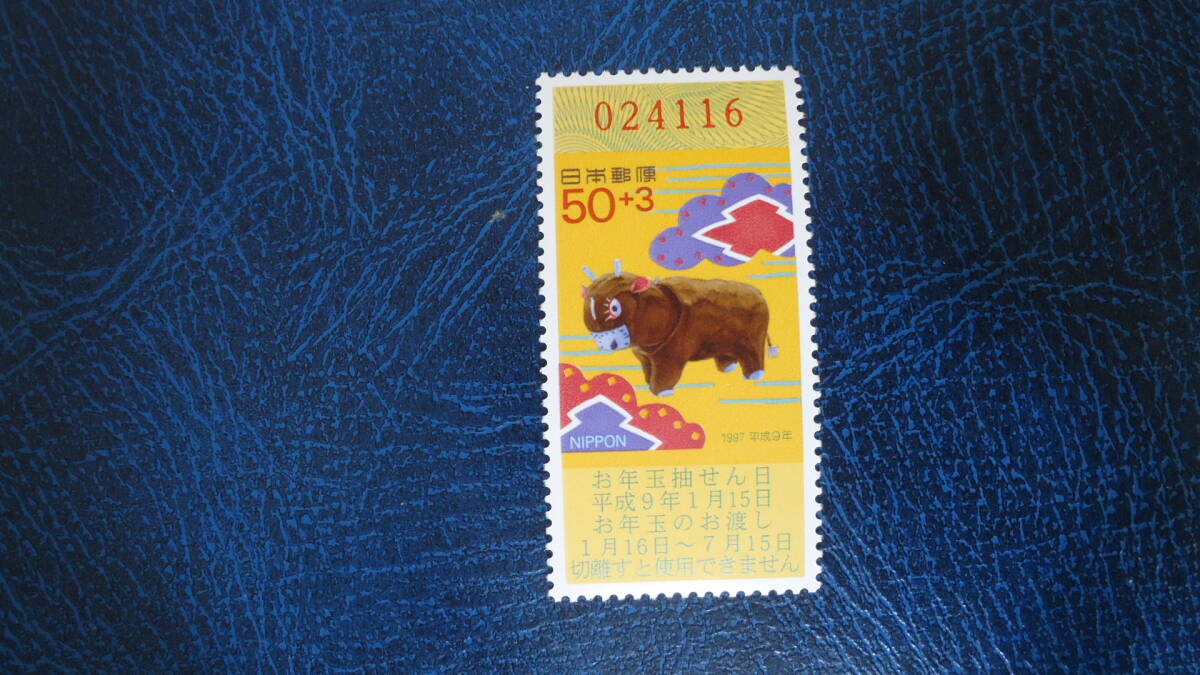 024116
日本郵便
50+3
NIPPON
1997 平成9年
お年玉抽せん日
平成9年1月15日
お年玉のお渡し
1月16日～7月15日
切離すと使用できません